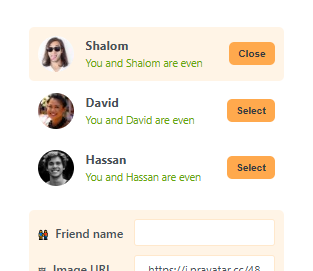 Shalom
You and Shalom are even
Close
David
You and David are even
Select
Hassan
You and Hassan are even
Select
Friend name
Image URL
https://i.pravatar.cc/48